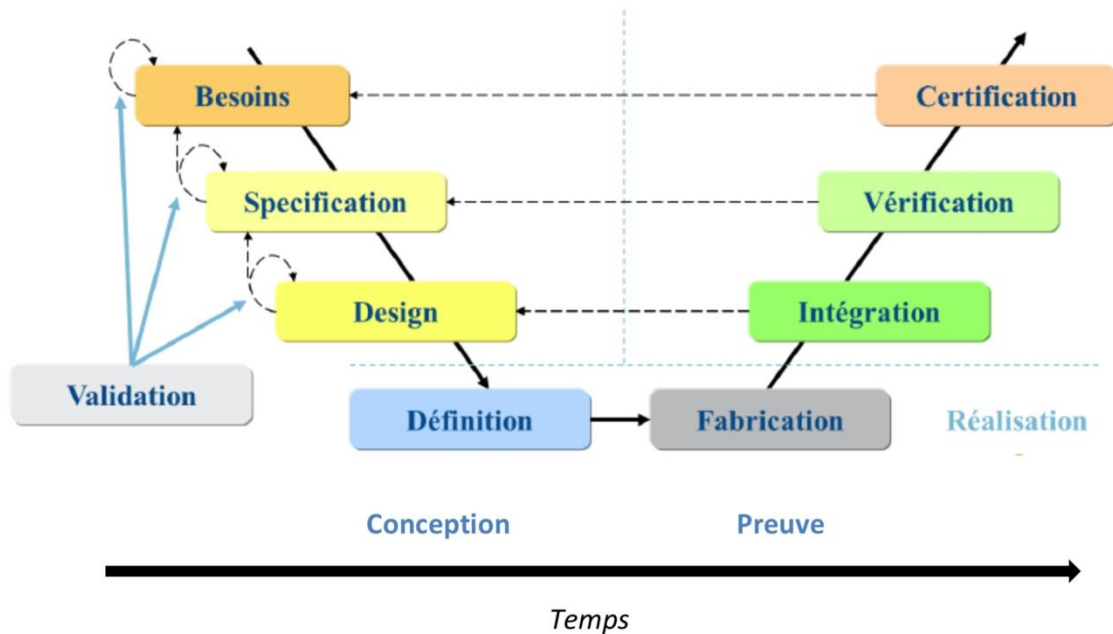 Besoins
Certification
Specification
Vérification
Design
Intégration
Validation
Définition
Fabrication
Réalisation
Conception
Preuve
Temps